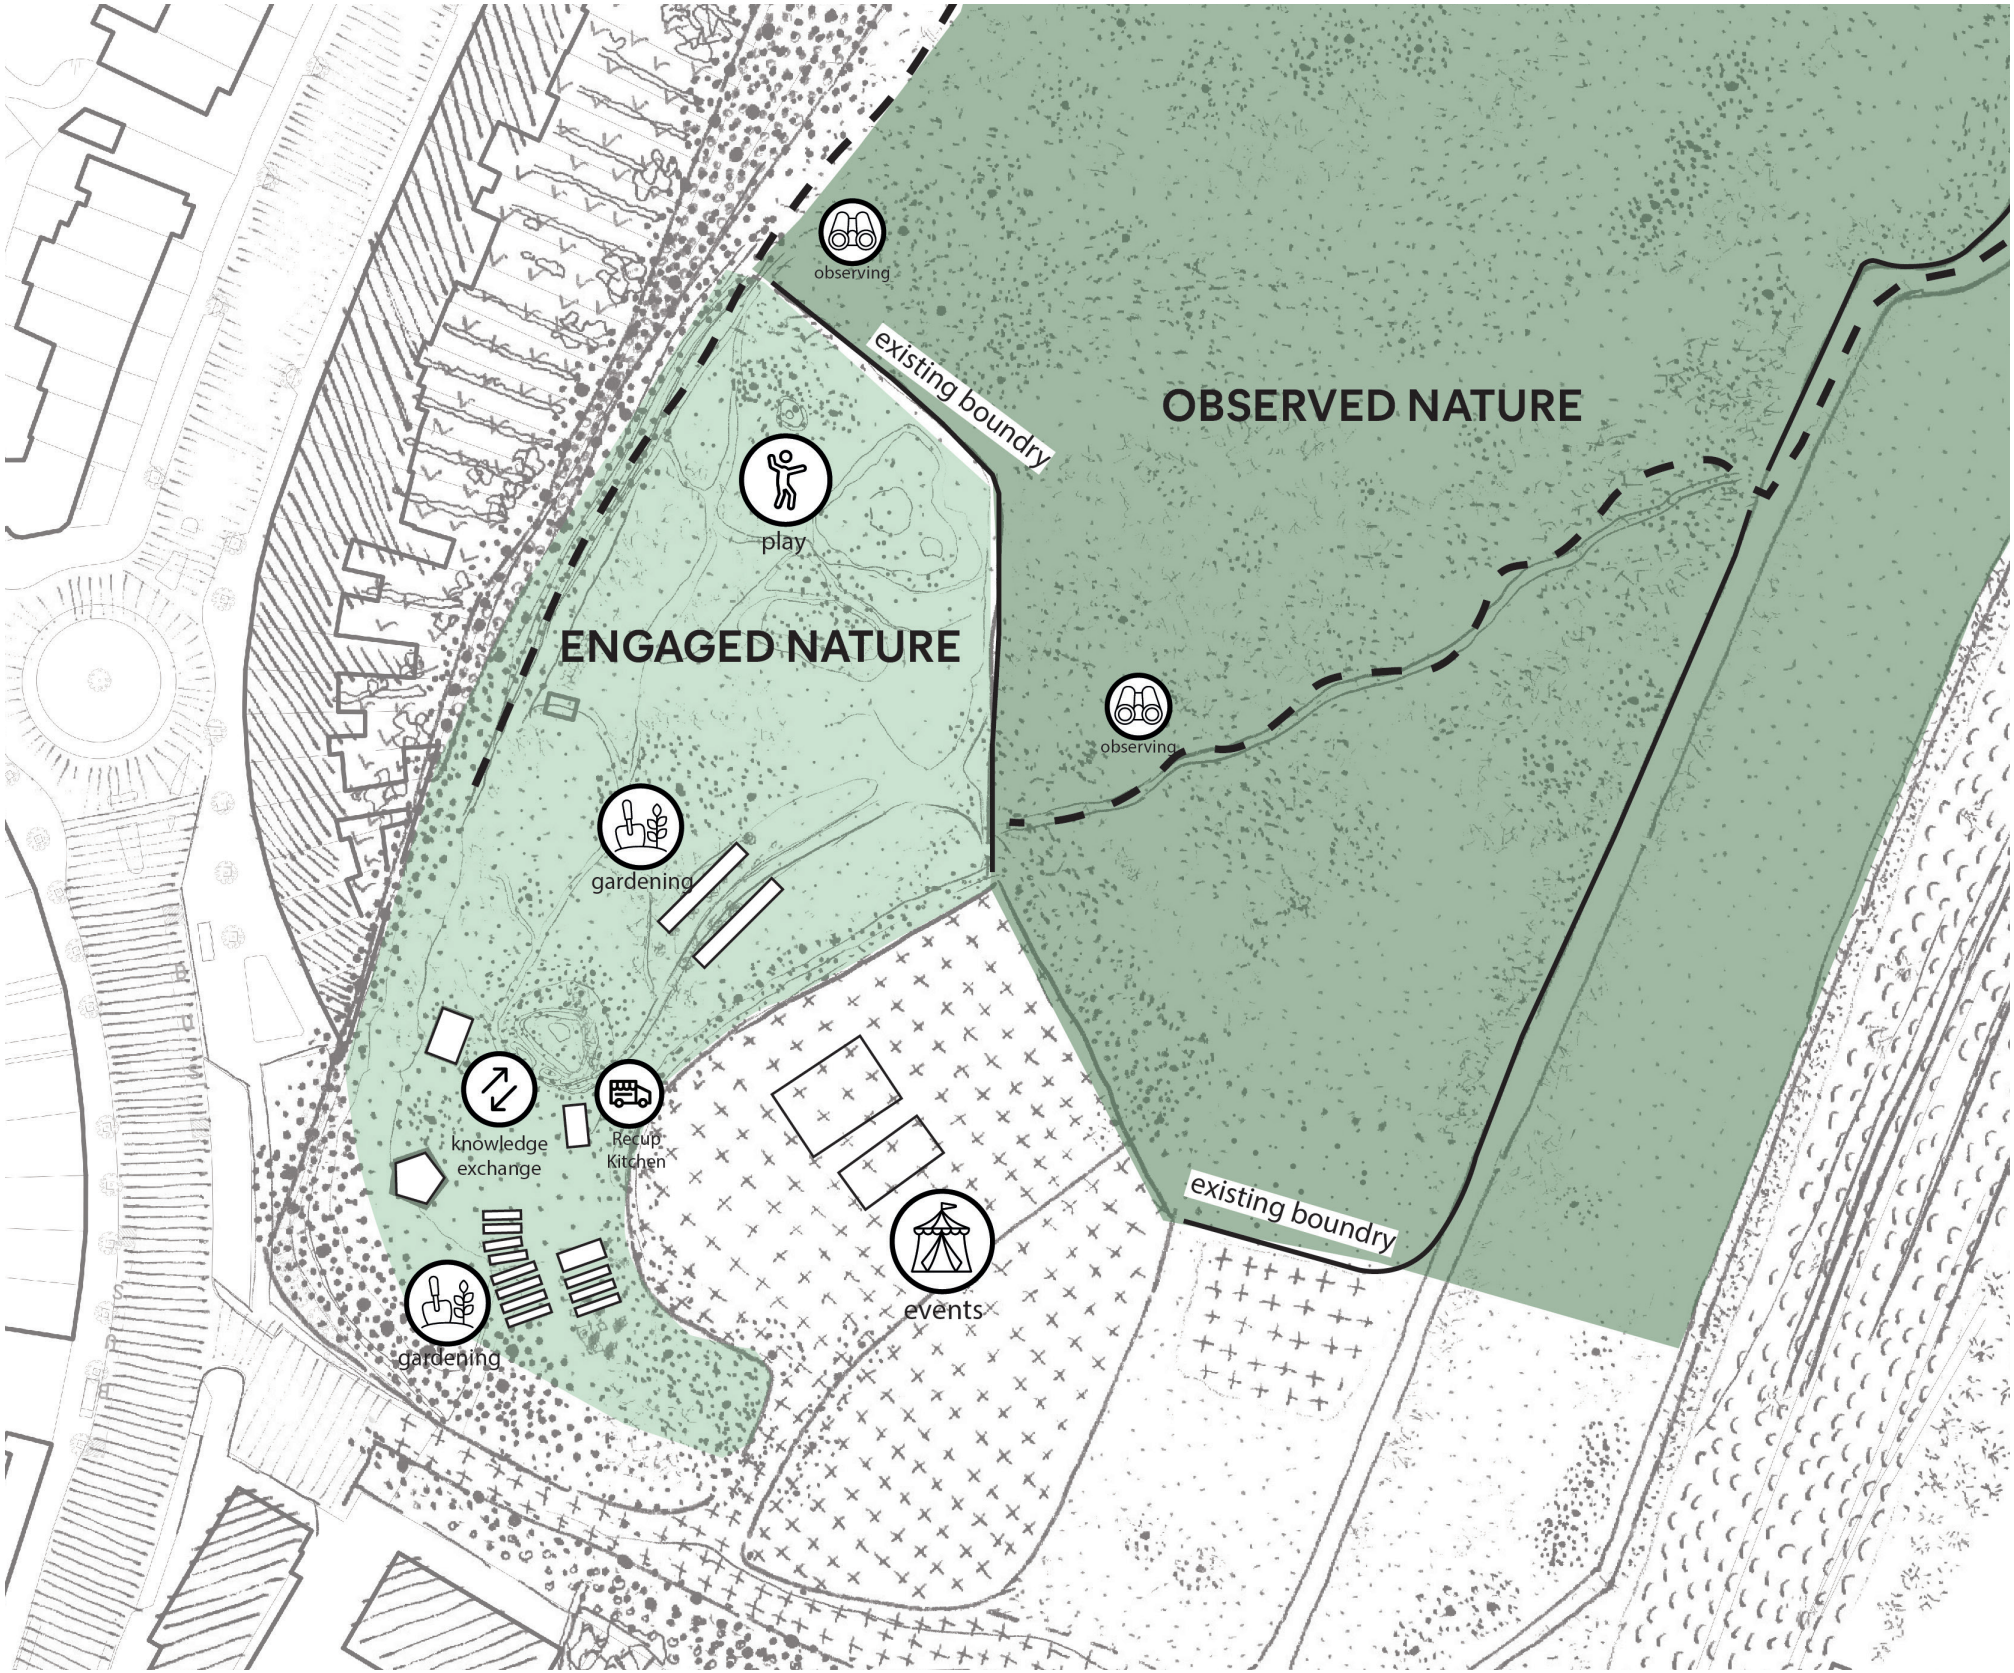 observing
existing boundry
OBSERVED NATURE
play
ENGAGED NATURE
observing
gardening
knowledge
exchange
Recup
Kitchen
existing boundry
events
gardening